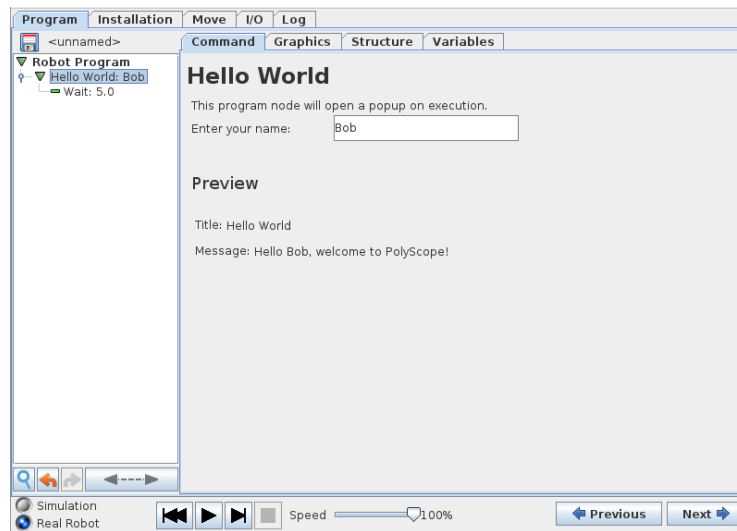 Program Installation Move I/O Log
<unnamed>
Command Graphics Structure Variables
Robot Program
Hello World: Bob
Wait: 5.0
Hello World
This program node will open a popup on execution.
Enter your name: Bob
Preview
Title: Hello World
Message: Hello Bob, welcome to PolyScope!
Simulation
Real Robot
Speed 100%
Previous Next